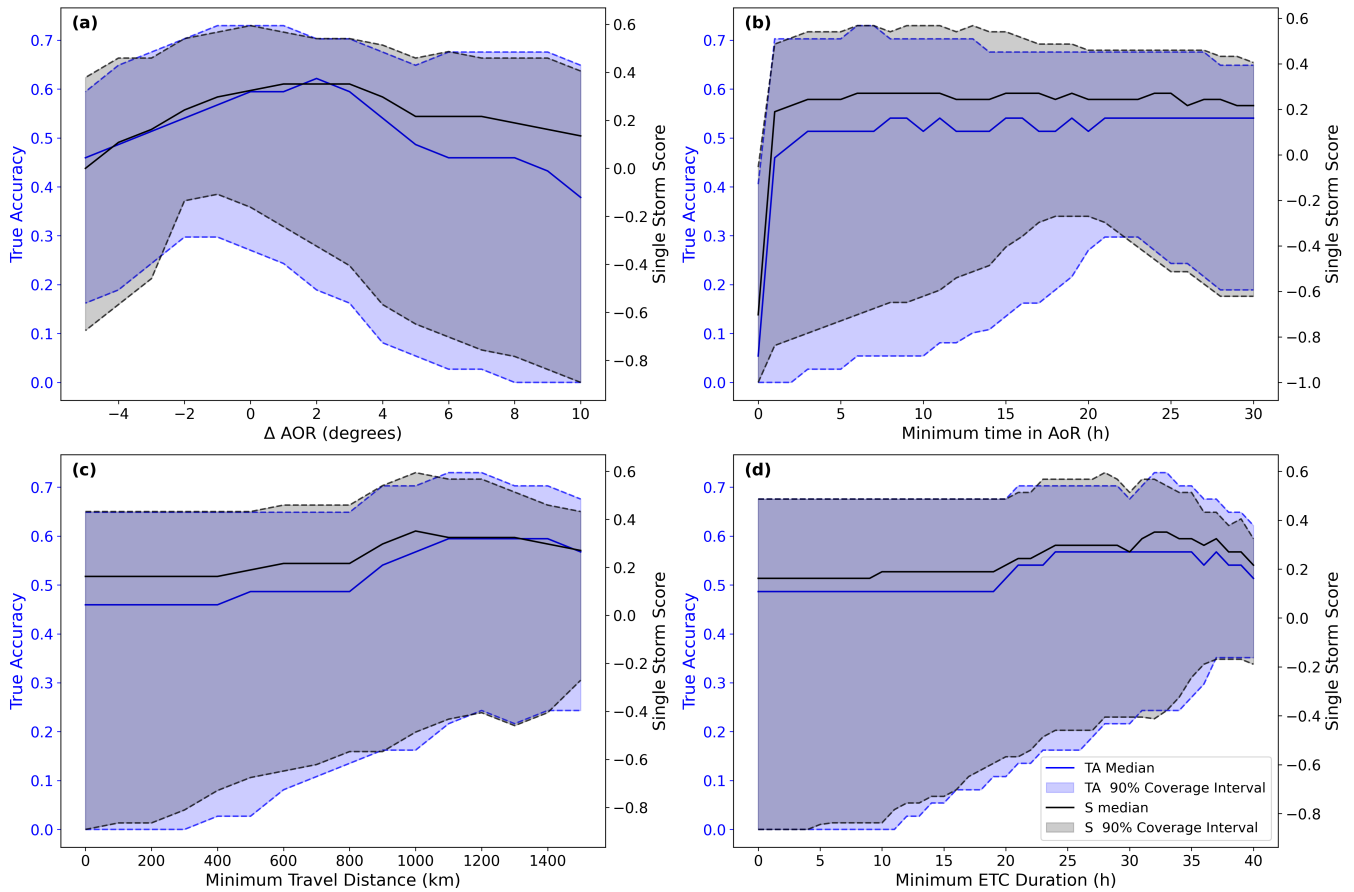 (a)
True Accuracy
0.7
0.6
0.5
0.4
0.3
0.2
0.1
0.0
−4 −2 0 2 4 6 8 10
Δ AOR (degrees)
0.6
0.4
0.2
0.0
−0.2
−0.4
−0.6
−0.8
Single Storm Score
(b)
True Accuracy
0.7
0.6
0.5
0.4
0.3
0.2
0.1
0.0
0 5 10 15 20 25 30
Minimum time in AoR (h)
0.6
0.4
0.2
0.0
−0.2
−0.4
−0.6
−0.8
−1.0
Single Storm Score
(c)
True Accuracy
0.7
0.6
0.5
0.4
0.3
0.2
0.1
0.0
0 200 400 600 800 1000 1200 1400
Minimum Travel Distance (km)
0.6
0.4
0.2
0.0
−0.2
−0.4
−0.6
−0.8
Single Storm Score
(d)
True Accuracy
0.7
0.6
0.5
0.4
0.3
0.2
0.1
0.0
0 5 10 15 20 25 30 35 40
Minimum ETC Duration (h)
0.6
0.4
0.2
0.0
−0.2
−0.4
−0.6
−0.8
Single Storm Score
TA Median
TA 90% Coverage Interval
S median
S 90% Coverage Interval